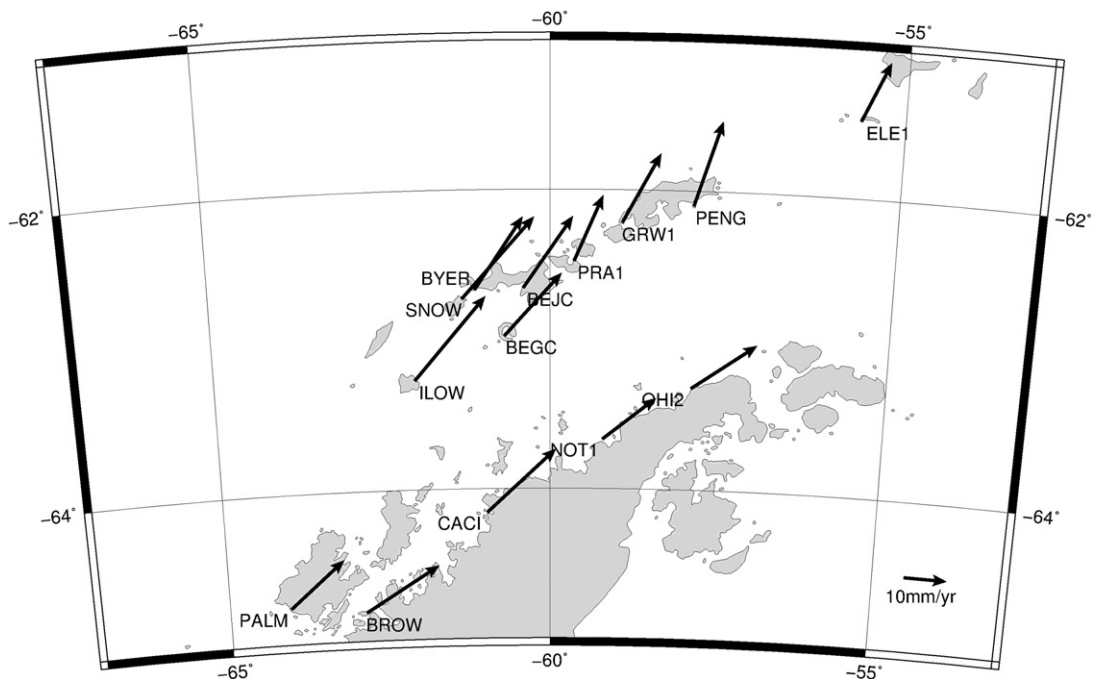 −65˚
−60˚
−55˚
ELE1
−62˚
−62˚
PENG
GRW1
PRA1
BYER
BEJC
SNOW
BEGC
ILOW
OHI2
NOT1
−64˚
−64˚
CACI
10mm/yr
PALM
BROW
−65˚
−60˚
−55˚